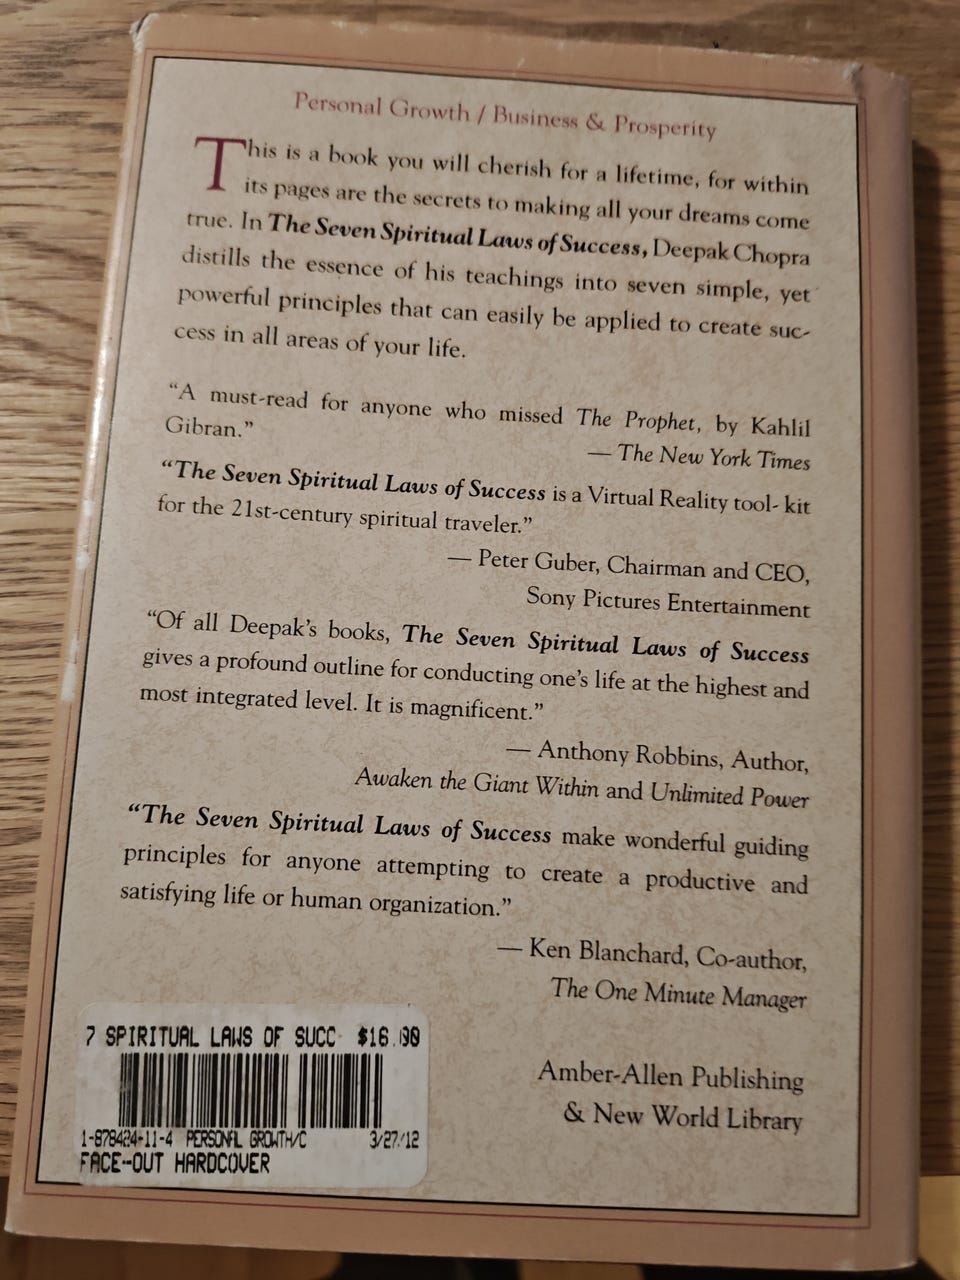 Personal Growth / Business & Prosperity
This is a book you will cherish for a lifetime, for within
its pages are the secrets to making all your dreams come
true. In The Seven Spiritual Laws of Success, Deepak Chopra
distills the essence of his teachings into seven simple, yet
powerful principles that can easily be applied to create suc-
cess in all areas of your life.
“A must-read for anyone who missed The Prophet, by Kahlil
Gibran.”
— The New York Times
“The Seven Spiritual Laws of Success is a Virtual Reality tool- kit
for the 21st-century spiritual traveler.”
— Peter Guber, Chairman and CEO,
Sony Pictures Entertainment
“Of all Deepak’s books, The Seven Spiritual Laws of Success
gives a profound outline for conducting one’s life at the highest and
most integrated level. It is magnificent.”
— Anthony Robbins, Author,
Awaken the Giant Within and Unlimited Power
“The Seven Spiritual Laws of Success make wonderful guiding
principles for anyone attempting to create a productive and
satisfying life or human organization.”
— Ken Blanchard, Co-author,
The One Minute Manager
7 SPIRITUAL LAWS OF SUCC $16.00
1-878424-11-4 PERSONAL GROWTH/C 3/27/12
FACE-OUT HARDCOVER
Amber-Allen Publishing
& New World Library